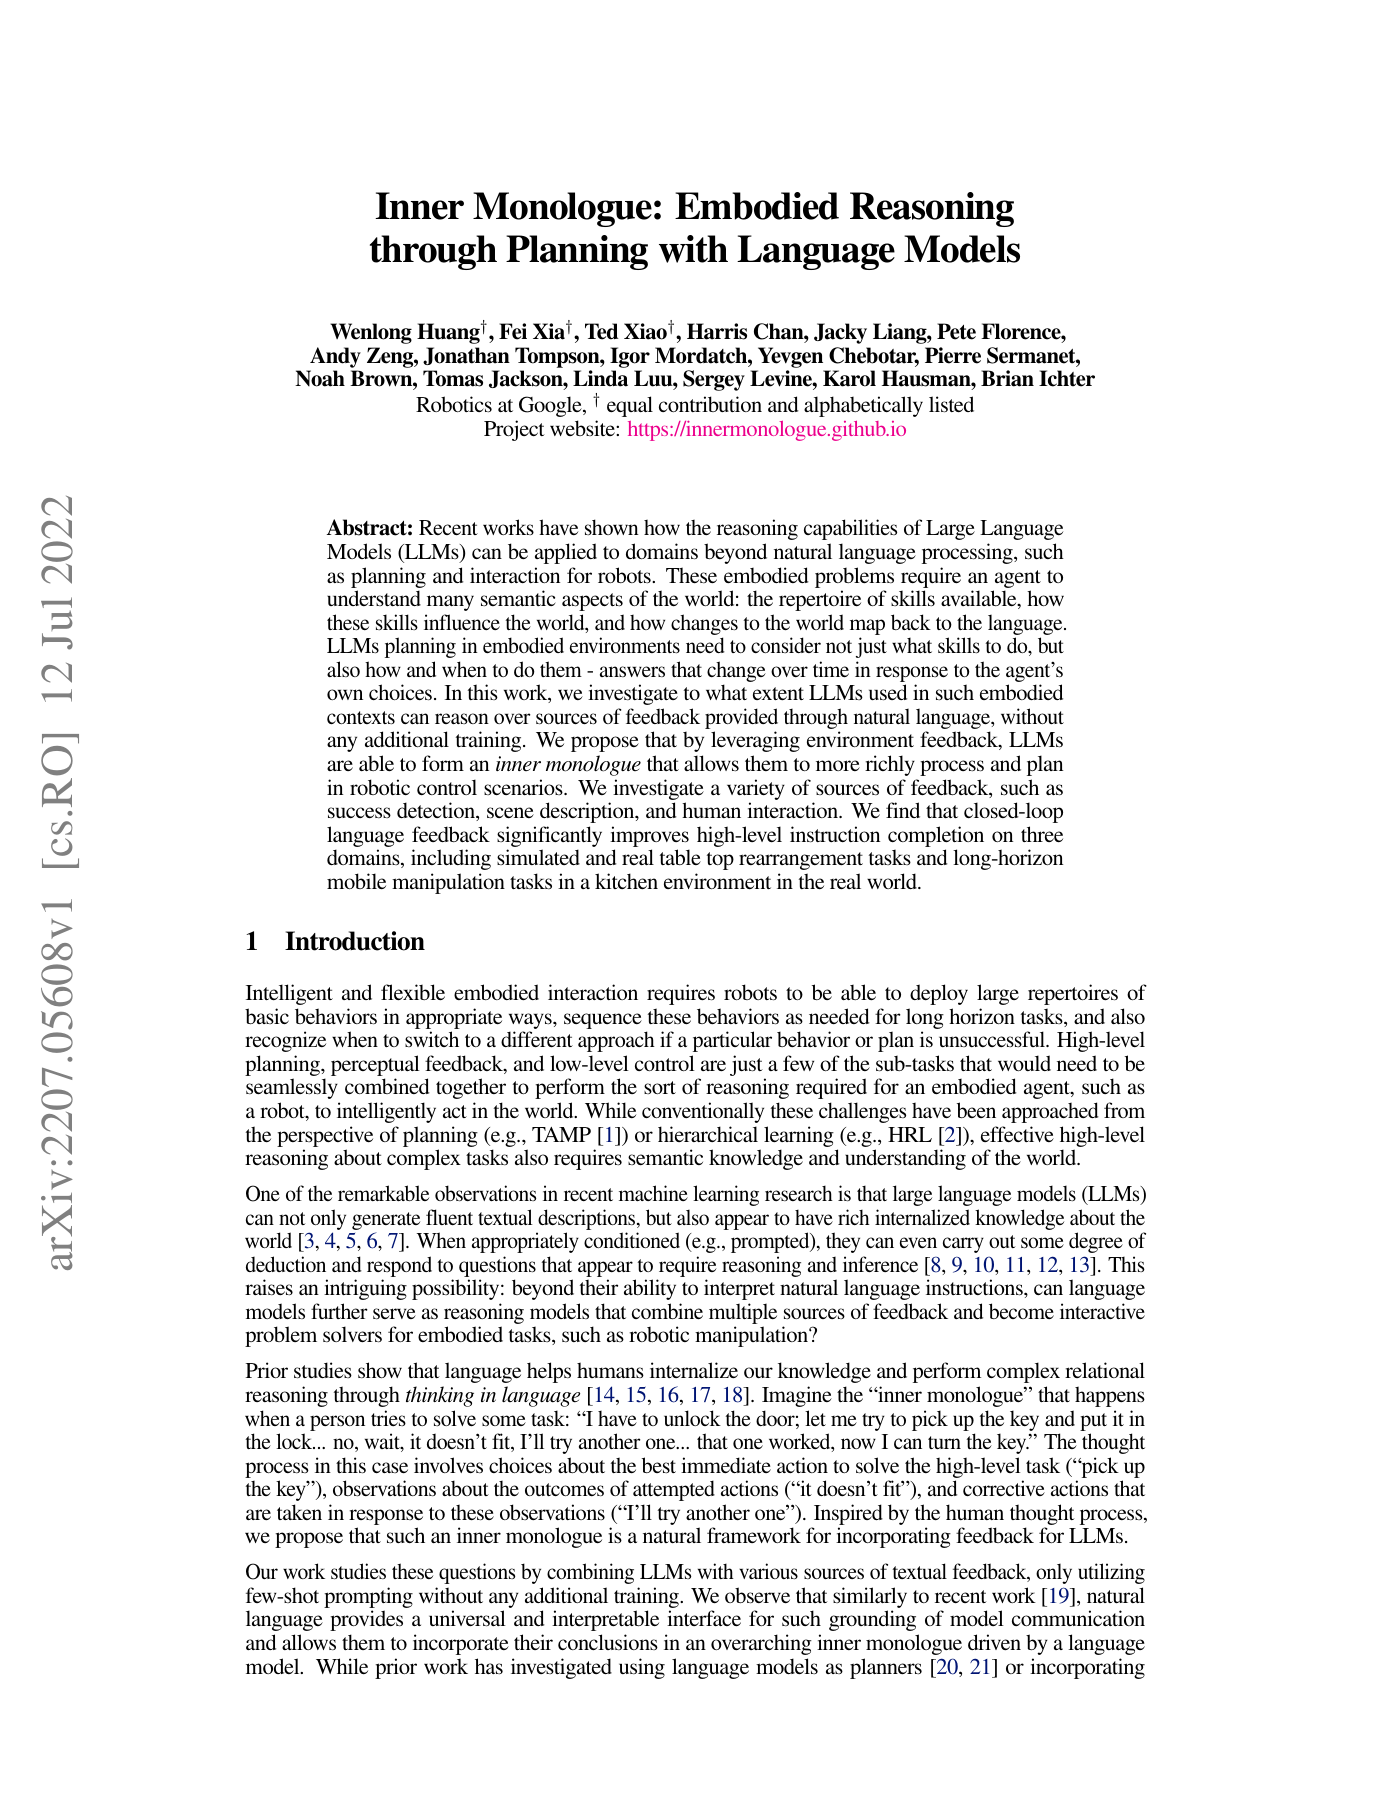 Inner Monologue: Embodied Reasoning
through Planning with Language Models
Wenlong Huang†, Fei Xia†, Ted Xiao†, Harris Chan, Jacky Liang, Pete Florence,
Andy Zeng, Jonathan Tompson, Igor Mordatch, Yevgen Chebotar, Pierre Sermanet,
Noah Brown, Tomas Jackson, Linda Luu, Sergey Levine, Karol Hausman, Brian Ichter
Robotics at Google, † equal contribution and alphabetically listed
Project website: https://innermonologue.github.io
arXiv:2207.05608v1 [cs.RO] 12 Jul 2022
Abstract: Recent works have shown how the reasoning capabilities of Large Language
Models (LLMs) can be applied to domains beyond natural language processing, such
as planning and interaction for robots. These embodied problems require an agent to
understand many semantic aspects of the world: the repertoire of skills available, how
these skills influence the world, and how changes to the world map back to the language.
LLMs planning in embodied environments need to consider not just what skills to do, but
also how and when to do them - answers that change over time in response to the agent's
own choices. In this work, we investigate to what extent LLMs used in such embodied
contexts can reason over sources of feedback provided through natural language, without
any additional training. We propose that by leveraging environment feedback, LLMs
are able to form an inner monologue that allows them to more richly process and plan
in robotic control scenarios. We investigate a variety of sources of feedback, such as
success detection, scene description, and human interaction. We find that closed-loop
language feedback significantly improves high-level instruction completion on three
domains, including simulated and real table top rearrangement tasks and long-horizon
mobile manipulation tasks in a kitchen environment in the real world.
1 Introduction
Intelligent and flexible embodied interaction requires robots to be able to deploy large repertoires of
basic behaviors in appropriate ways, sequence these behaviors as needed for long horizon tasks, and also
recognize when to switch to a different approach if a particular behavior or plan is unsuccessful. High-level
planning, perceptual feedback, and low-level control are just a few of the sub-tasks that would need to be
seamlessly combined together to perform the sort of reasoning required for an embodied agent, such as
a robot, to intelligently act in the world. While conventionally these challenges have been approached from
the perspective of planning (e.g., TAMP [1]) or hierarchical learning (e.g., HRL [2]), effective high-level
reasoning about complex tasks also requires semantic knowledge and understanding of the world.
One of the remarkable observations in recent machine learning research is that large language models (LLMs)
can not only generate fluent textual descriptions, but also appear to have rich internalized knowledge about the
world [3, 4, 5, 6, 7]. When appropriately conditioned (e.g., prompted), they can even carry out some degree of
deduction and respond to questions that appear to require reasoning and inference [8, 9, 10, 11, 12, 13]. This
raises an intriguing possibility: beyond their ability to interpret natural language instructions, can language
models further serve as reasoning models that combine multiple sources of feedback and become interactive
problem solvers for embodied tasks, such as robotic manipulation?
Prior studies show that language helps humans internalize our knowledge and perform complex relational
reasoning through thinking in language [14, 15, 16, 17, 18]. Imagine the “inner monologue” that happens
when a person tries to solve some task: “I have to unlock the door; let me try to pick up the key and put it in
the lock... no, wait, it doesn't fit, I'll try another one... that one worked, now I can turn the key.” The thought
process in this case involves choices about the best immediate action to solve the high-level task (“pick up
the key”), observations about the outcomes of attempted actions (“it doesn't fit”), and corrective actions that
are taken in response to these observations (“I'll try another one”). Inspired by the human thought process,
we propose that such an inner monologue is a natural framework for incorporating feedback for LLMs.
Our work studies these questions by combining LLMs with various sources of textual feedback, only utilizing
few-shot prompting without any additional training. We observe that similarly to recent work [19], natural
language provides a universal and interpretable interface for such grounding of model communication
and allows them to incorporate their conclusions in an overarching inner monologue driven by a language
model. While prior work has investigated using language models as planners [20, 21] or incorporating